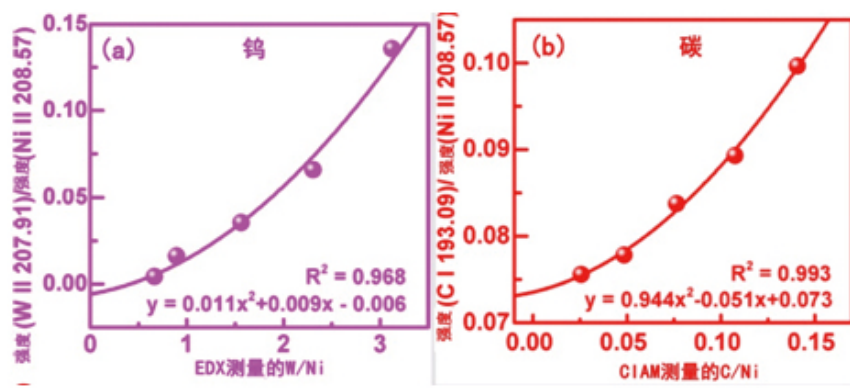 (a)
钨
0.15
0.10
0.05
0.00
强度(W II 207.91)/强度(Ni II 208.57)
R² = 0.968
y = 0.011x²+0.009x - 0.006
0
1
2
3
EDX测量的W/Ni
(b)
碳
0.10
0.09
0.08
0.07
强度(C I 193.09)/强度(Ni II 208.57)
R² = 0.993
y = 0.944x²-0.051x+0.073
0.00
0.05
0.10
0.15
CIAM测量的C/Ni